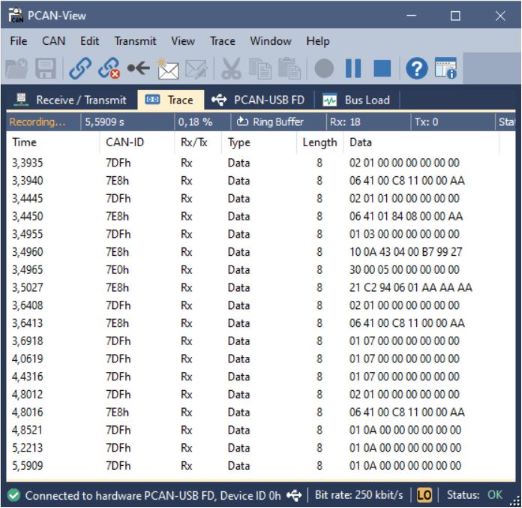 PCAN-View
File CAN Edit Transmit View Trace Window Help
Receive / Transmit Trace PCAN-USB FD Bus Load
Recording... 5,5909 s 0,18 % Ring Buffer Rx: 18 Tx: 0 Stat
Time CAN-ID Rx/Tx Type Length Data
3,3935 7DFh Rx Data 8 02 01 00 00 00 00 00 00
3,3940 7E8h Rx Data 8 06 41 00 C8 11 00 00 AA
3,4445 7DFh Rx Data 8 02 01 01 00 00 00 00 00
3,4450 7E8h Rx Data 8 06 41 01 84 08 00 00 AA
3,4955 7DFh Rx Data 8 01 03 00 00 00 00 00 00
3,4960 7E8h Rx Data 8 10 0A 43 04 00 B7 99 27
3,4965 7E0h Rx Data 8 30 00 05 00 00 00 00 00
3,5027 7E8h Rx Data 8 21 C2 94 06 01 AA AA AA
3,6408 7DFh Rx Data 8 02 01 00 00 00 00 00 00
3,6413 7E8h Rx Data 8 06 41 00 C8 11 00 00 AA
3,6918 7DFh Rx Data 8 01 07 00 00 00 00 00 00
4,0619 7DFh Rx Data 8 01 07 00 00 00 00 00 00
4,4316 7DFh Rx Data 8 01 07 00 00 00 00 00 00
4,8012 7DFh Rx Data 8 02 01 00 00 00 00 00 00
4,8016 7E8h Rx Data 8 06 41 00 C8 11 00 00 AA
4,8521 7DFh Rx Data 8 01 0A 00 00 00 00 00 00
5,2213 7DFh Rx Data 8 01 0A 00 00 00 00 00 00
5,5909 7DFh Rx Data 8 01 0A 00 00 00 00 00 00
Connected to hardware PCAN-USB FD, Device ID 0h Bit rate: 250 kbit/s LO Status: OK